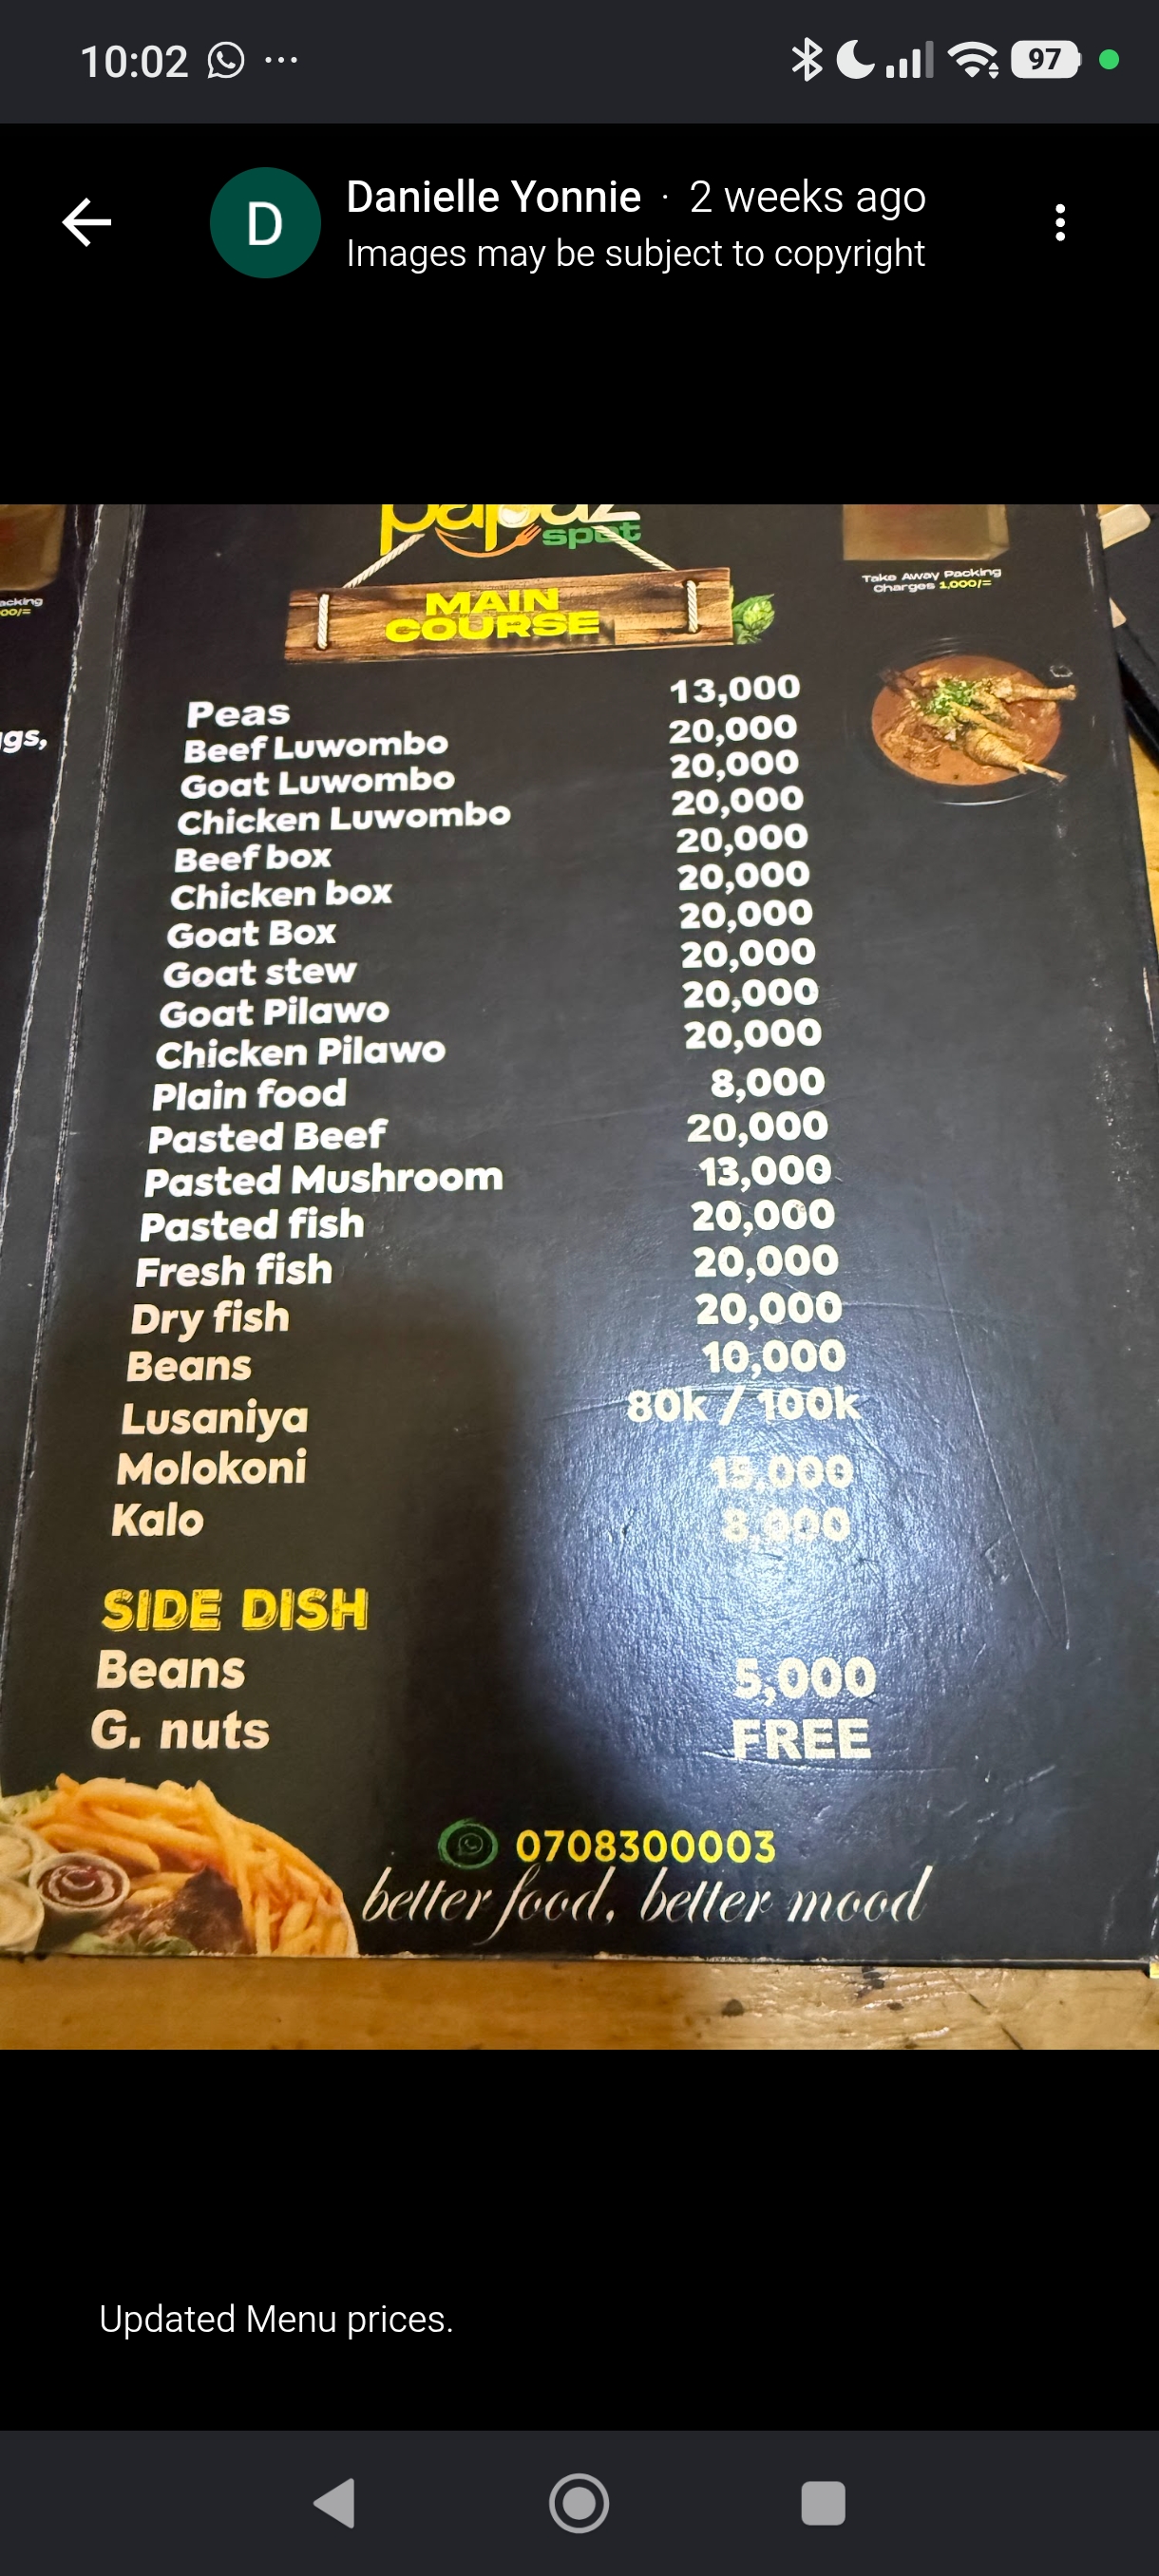 10:02 ...
97
D
Danielle Yonnie · 2 weeks ago
Images may be subject to copyright
papaz
spot
Take Away Packing
Charges 1,000/=
acking
00/=
MAIN
COURSE
ggs,
Peas 13,000
Beef Luwombo 20,000
Goat Luwombo 20,000
Chicken Luwombo 20,000
Beef box 20,000
Chicken box 20,000
Goat Box 20,000
Goat stew 20,000
Goat Pilawo 20,000
Chicken Pilawo 20,000
Plain food 8,000
Pasted Beef 20,000
Pasted Mushroom 13,000
Pasted fish 20,000
Fresh fish 20,000
Dry fish 20,000
Beans 10,000
Lusaniya 80k / 100k
Molokoni 15,000
Kalo 8,000
SIDE DISH
Beans 5,000
G. nuts FREE
0708300003
better food, better mood
Updated Menu prices.